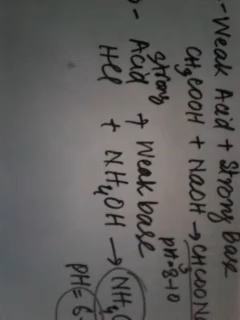 - Weak Acid + Strong Base
CH3COOH + NaOH → CH3COONa
pH = 8-10
- Strong Acid + Weak base
HCl + NH4OH → NH4
PH = 6-